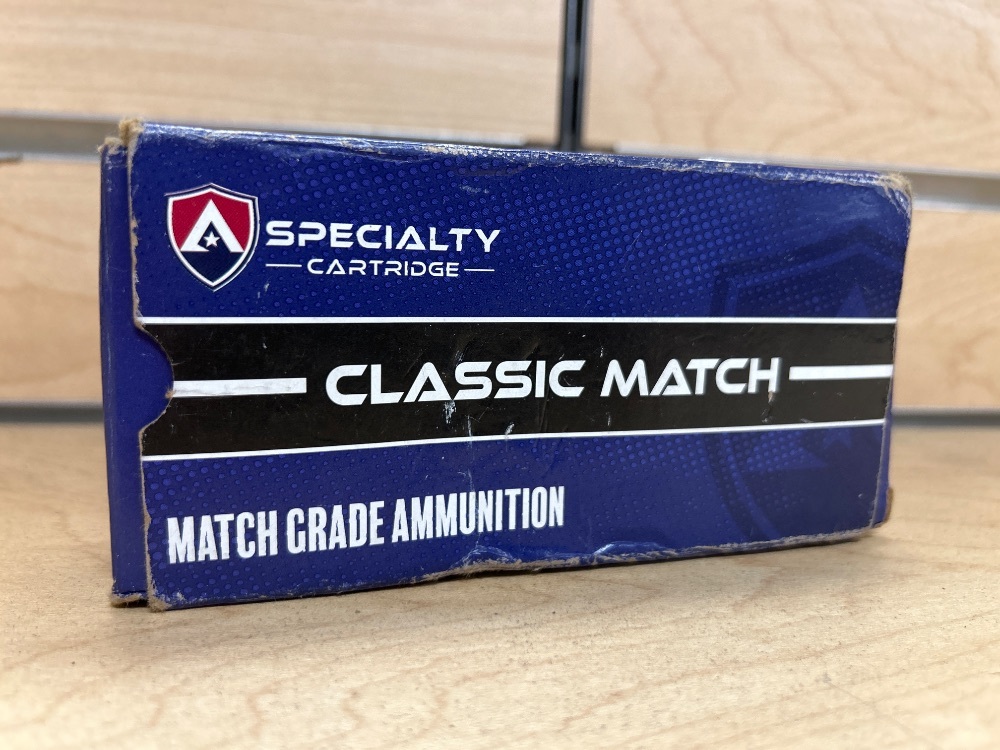 SPECIALTY
CARTRIDGE
CLASSIC MATCH
MATCH GRADE AMMUNITION